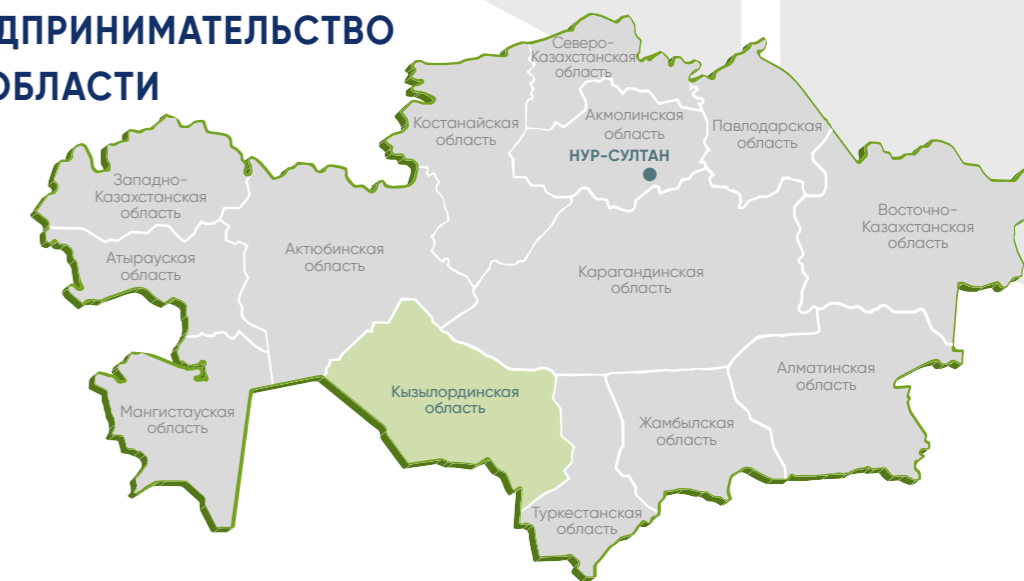 ДПРИНИМАТЕЛЬСТВО
ОБЛАСТИ
Северо-
Казахстанская
область
Костанайская
область
Акмолинская
область
НУР-СУЛТАН
Павлодарская
область
Западно-
Казахстанская
область
Восточно-
Казахстанская
область
Атырауская
область
Актюбинская
область
Карагандинская
область
Кызылординская
область
Алматинская
область
Мангистауская
область
Жамбылская
область
Туркестанская
область